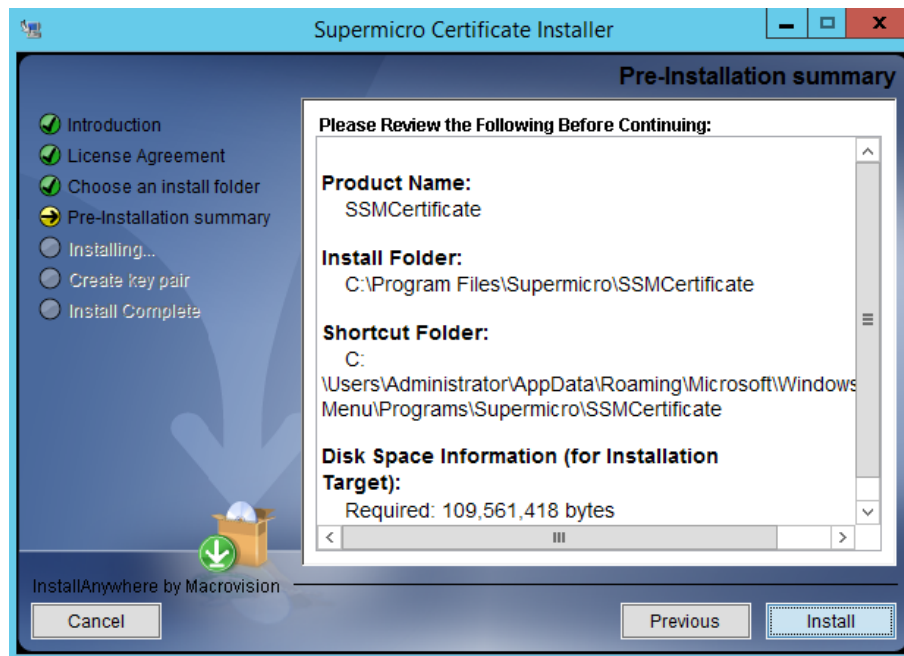 Supermicro Certificate Installer
Pre-Installation summary
Introduction
License Agreement
Choose an install folder
Pre-Installation summary
Installing...
Create key pair
Install Complete
Please Review the Following Before Continuing:
Product Name:
SSMCertificate
Install Folder:
C:\Program Files\Supermicro\SSMCertificate
Shortcut Folder:
C:
\Users\Administrator\AppData\Roaming\Microsoft\Windows
Menu\Programs\Supermicro\SSMCertificate
Disk Space Information (for Installation
Target):
Required: 109,561,418 bytes
InstallAnywhere by Macrovision
Cancel
Previous
Install